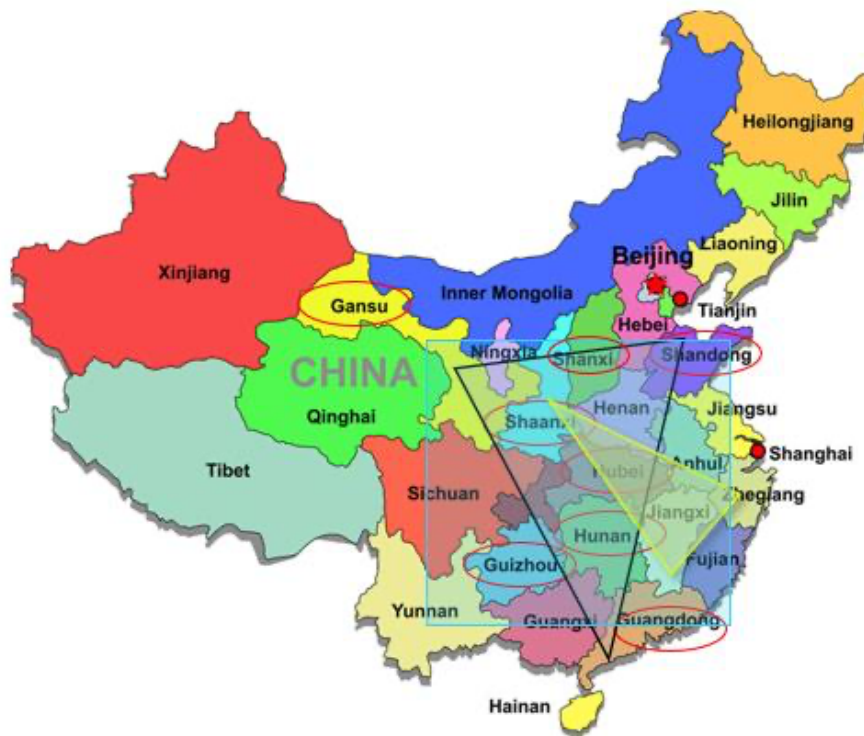 Heilongjiang
Jilin
Liaoning
Beijing
Xinjiang
Inner Mongolia
Gansu
Tianjin
Hebei
Ningxia
Shanxi
Shandong
CHINA
Qinghai
Henan
Jiangsu
Shaanxi
Shanghai
Tibet
Anhui
Hubei
Sichuan
Zhegiang
Jiangxi
Hunan
Guizhou
Fujian
Yunnan
Guangxi
Guangdong
Hainan